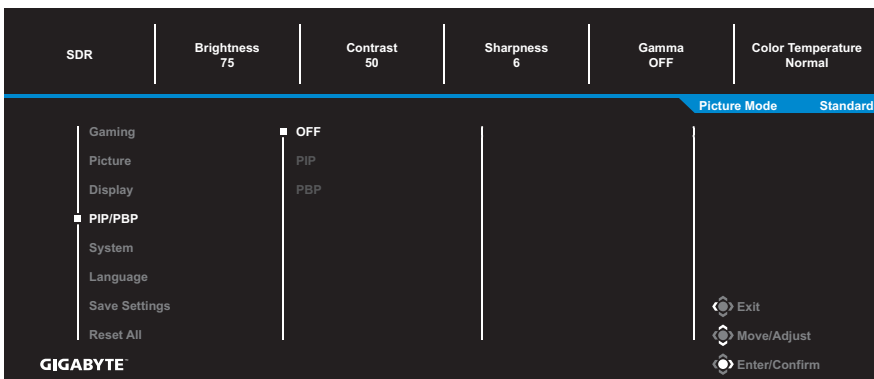 SDR
Brightness
75
Contrast
50
Sharpness
6
Gamma
OFF
Color Temperature
Normal
Picture Mode Standard
Gaming
Picture
Display
PIP/PBP
System
Language
Save Settings
Reset All
OFF
PIP
PBP
Exit
Move/Adjust
Enter/Confirm
GIGABYTE™